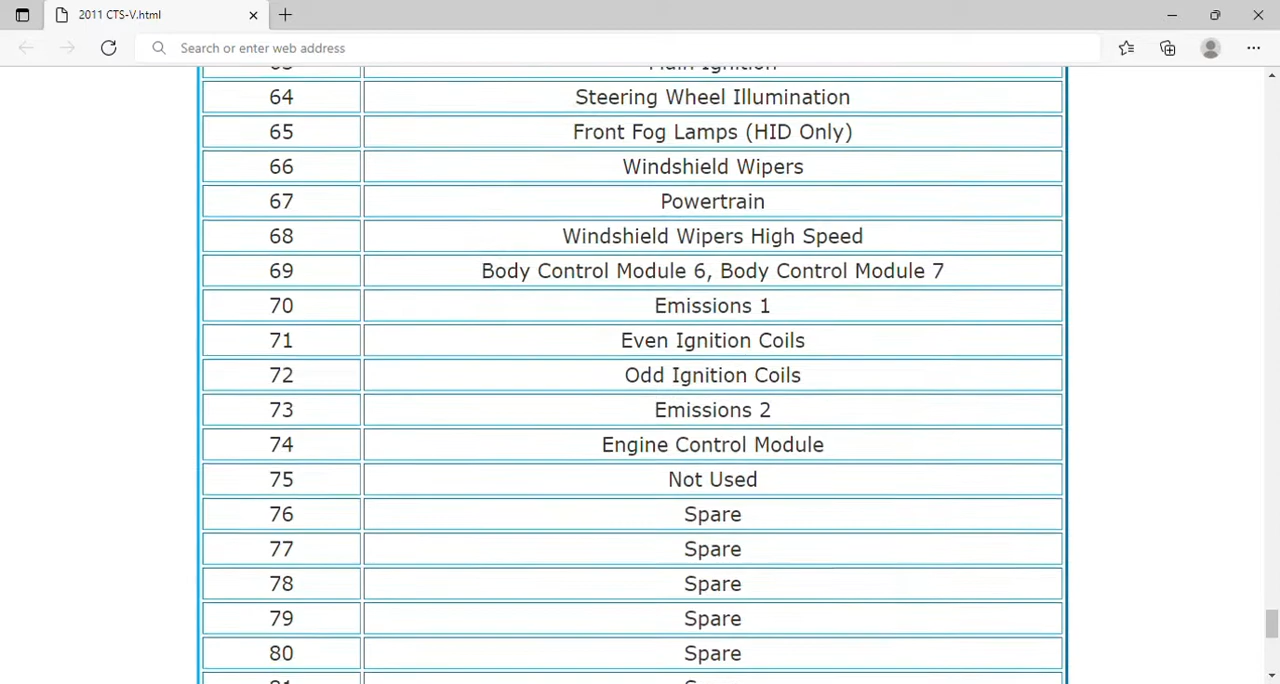 2011 CTS-V.html
Search or enter web address
63 Main Ignition
64 Steering Wheel Illumination
65 Front Fog Lamps (HID Only)
66 Windshield Wipers
67 Powertrain
68 Windshield Wipers High Speed
69 Body Control Module 6, Body Control Module 7
70 Emissions 1
71 Even Ignition Coils
72 Odd Ignition Coils
73 Emissions 2
74 Engine Control Module
75 Not Used
76 Spare
77 Spare
78 Spare
79 Spare
80 Spare